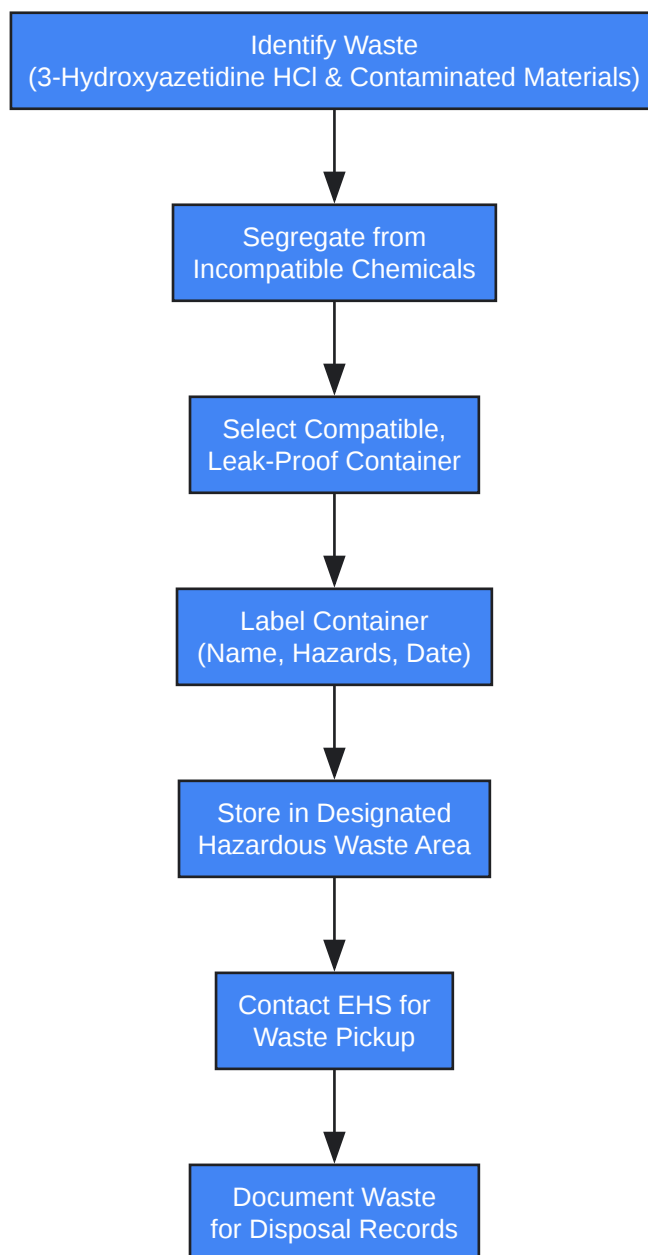 Identify Waste
(3-Hydroxyazetidine HCl & Contaminated Materials)
Segregate from
Incompatible Chemicals
Select Compatible,
Leak-Proof Container
Label Container
(Name, Hazards, Date)
Store in Designated
Hazardous Waste Area
Contact EHS for
Waste Pickup
Document Waste
for Disposal Records